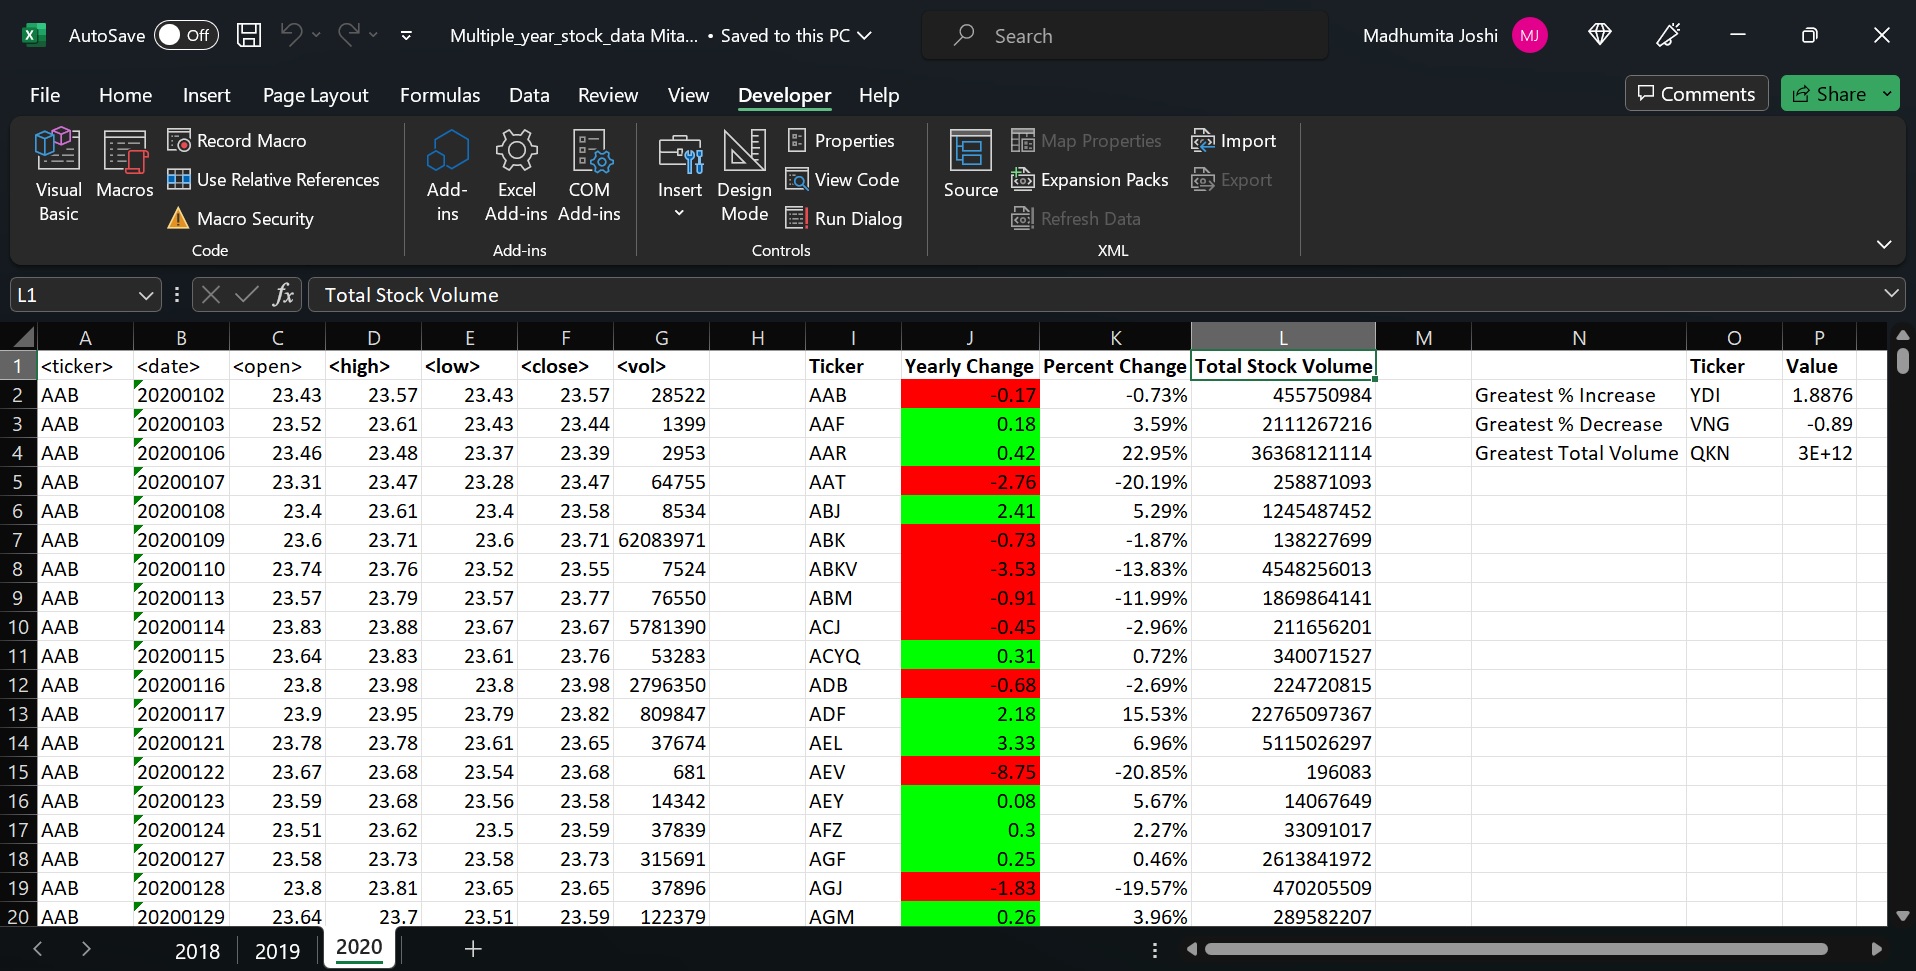 AutoSave Off Multiple_year_stock_data Mita... • Saved to this PC Search Madhumita Joshi MJ
File Home Insert Page Layout Formulas Data Review View Developer Help Comments Share
Visual Basic
Macros
Record Macro
Use Relative References
Macro Security
Code
Add-ins
Excel Add-ins
COM Add-ins
Add-ins
Insert
Design Mode
Properties
View Code
Run Dialog
Controls
Source
Map Properties
Expansion Packs
Refresh Data
Import
Export
XML
L1 fx Total Stock Volume
A B C D E F G H I J K L M N O P
1 <ticker> <date> <open> <high> <low> <close> <vol> Ticker Yearly Change Percent Change Total Stock Volume Ticker Value
2 AAB 20200102 23.43 23.57 23.43 23.57 28522 AAB -0.17 -0.73% 455750984 Greatest % Increase YDI 1.8876
3 AAB 20200103 23.52 23.61 23.43 23.44 1399 AAF 0.18 3.59% 2111267216 Greatest % Decrease VNG -0.89
4 AAB 20200106 23.46 23.48 23.37 23.39 2953 AAR 0.42 22.95% 36368121114 Greatest Total Volume QKN 3E+12
5 AAB 20200107 23.31 23.47 23.28 23.47 64755 AAT -2.76 -20.19% 258871093
6 AAB 20200108 23.4 23.61 23.4 23.58 8534 ABJ 2.41 5.29% 1245487452
7 AAB 20200109 23.6 23.71 23.6 23.71 62083971 ABK -0.73 -1.87% 138227699
8 AAB 20200110 23.74 23.76 23.52 23.55 7524 ABKV -3.53 -13.83% 4548256013
9 AAB 20200113 23.57 23.79 23.57 23.77 76550 ABM -0.91 -11.99% 1869864141
10 AAB 20200114 23.83 23.88 23.67 23.67 5781390 ACJ -0.45 -2.96% 211656201
11 AAB 20200115 23.64 23.83 23.61 23.76 53283 ACYQ 0.31 0.72% 340071527
12 AAB 20200116 23.8 23.98 23.8 23.98 2796350 ADB -0.68 -2.69% 224720815
13 AAB 20200117 23.9 23.95 23.79 23.82 809847 ADF 2.18 15.53% 22765097367
14 AAB 20200121 23.78 23.78 23.61 23.65 37674 AEL 3.33 6.96% 5115026297
15 AAB 20200122 23.67 23.68 23.54 23.68 681 AEV -8.75 -20.85% 196083
16 AAB 20200123 23.59 23.68 23.56 23.58 14342 AEY 0.08 5.67% 14067649
17 AAB 20200124 23.51 23.62 23.5 23.59 37839 AFZ 0.3 2.27% 33091017
18 AAB 20200127 23.58 23.73 23.58 23.73 315691 AGF 0.25 0.46% 2613841972
19 AAB 20200128 23.8 23.81 23.65 23.65 37896 AGJ -1.83 -19.57% 470205509
20 AAB 20200129 23.64 23.7 23.51 23.59 122379 AGM 0.26 3.96% 289582207
2018 2019 2020